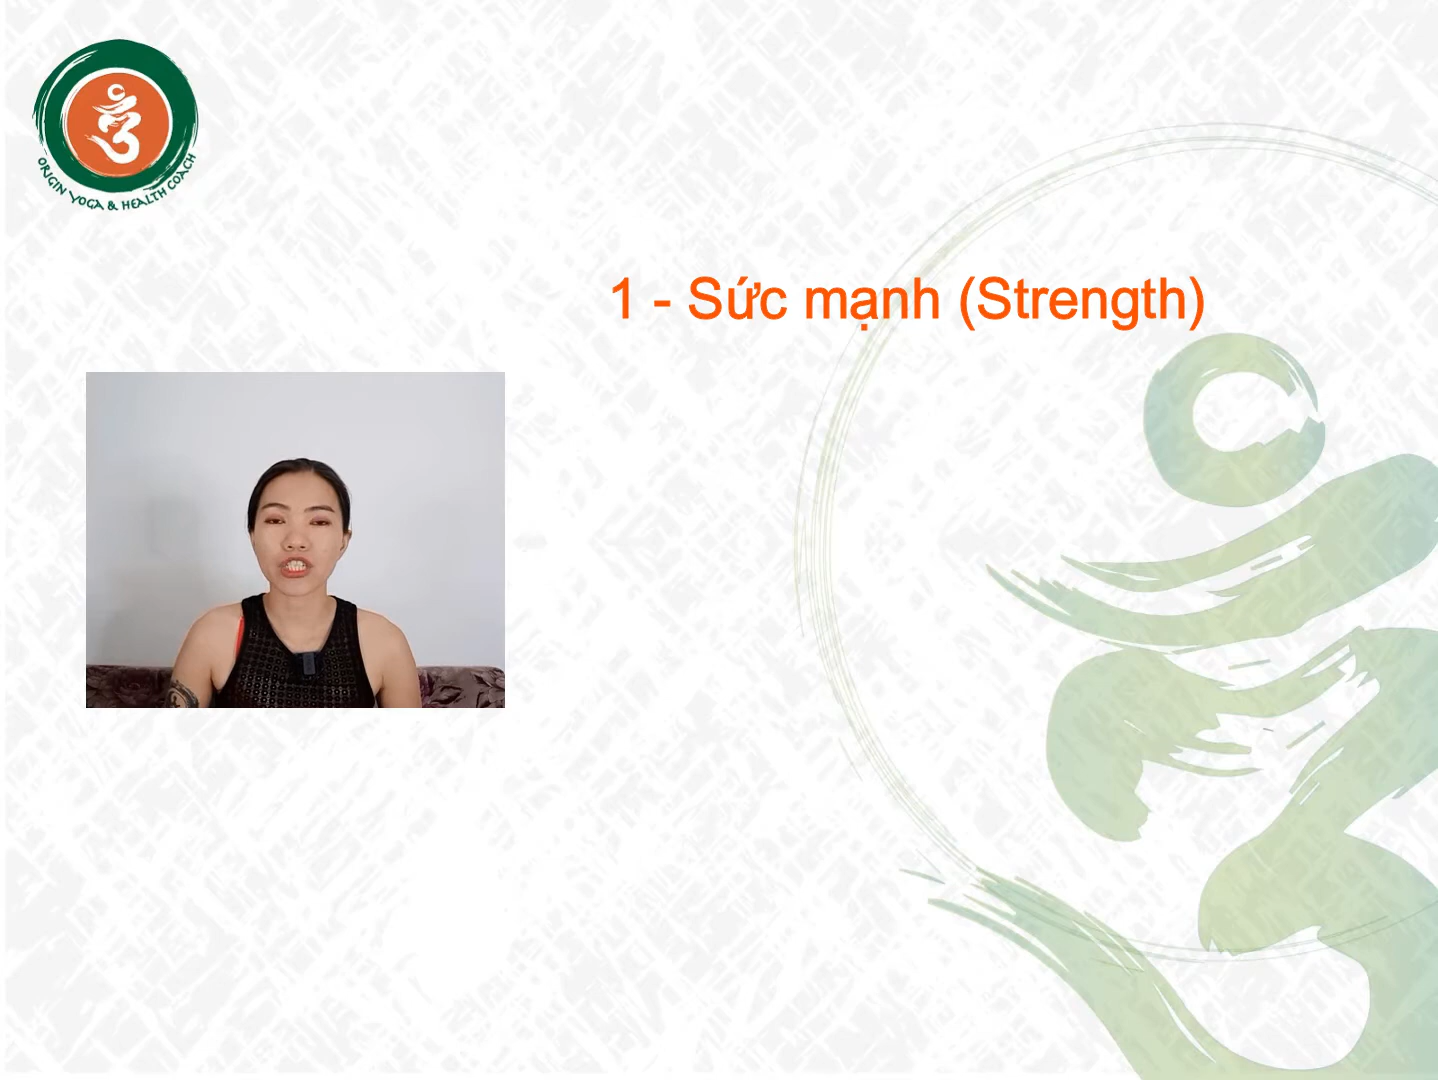 ORIGIN YOGA & HEALTH COACH
1 - Sức mạnh (Strength)